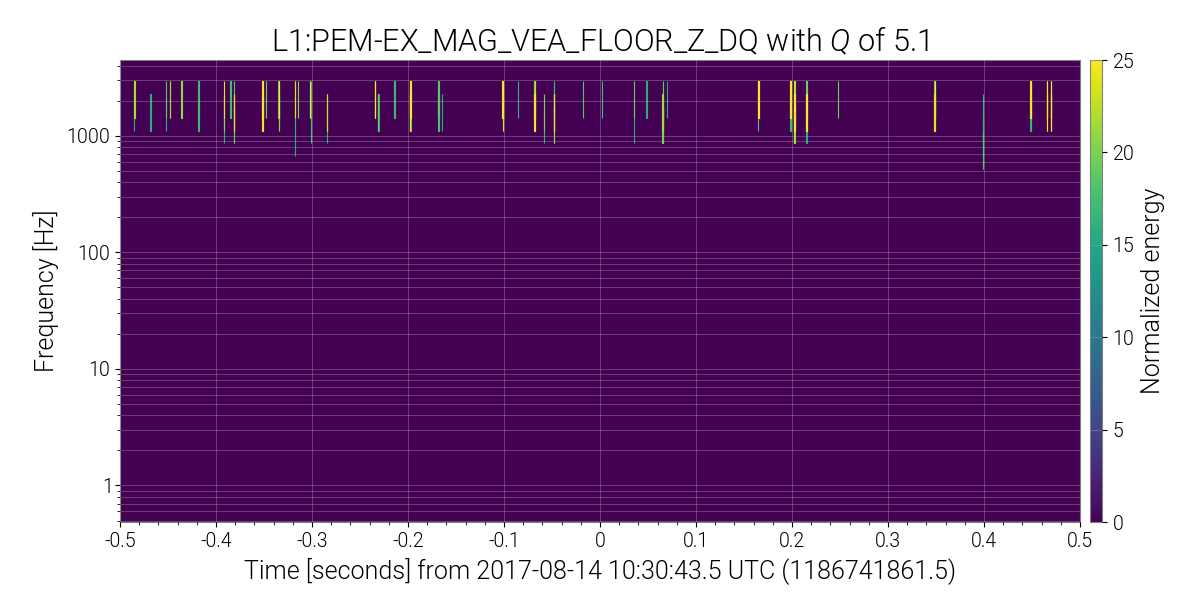 L1:PEM-EX_MAG_VEA_FLOOR_Z_DQ with Q of 5.1
Frequency [Hz]
1000
100
10
1
-0.5 -0.4 -0.3 -0.2 -0.1 0 0.1 0.2 0.3 0.4 0.5
Time [seconds] from 2017-08-14 10:30:43.5 UTC (1186741861.5)
25
20
15
10
5
0
Normalized energy